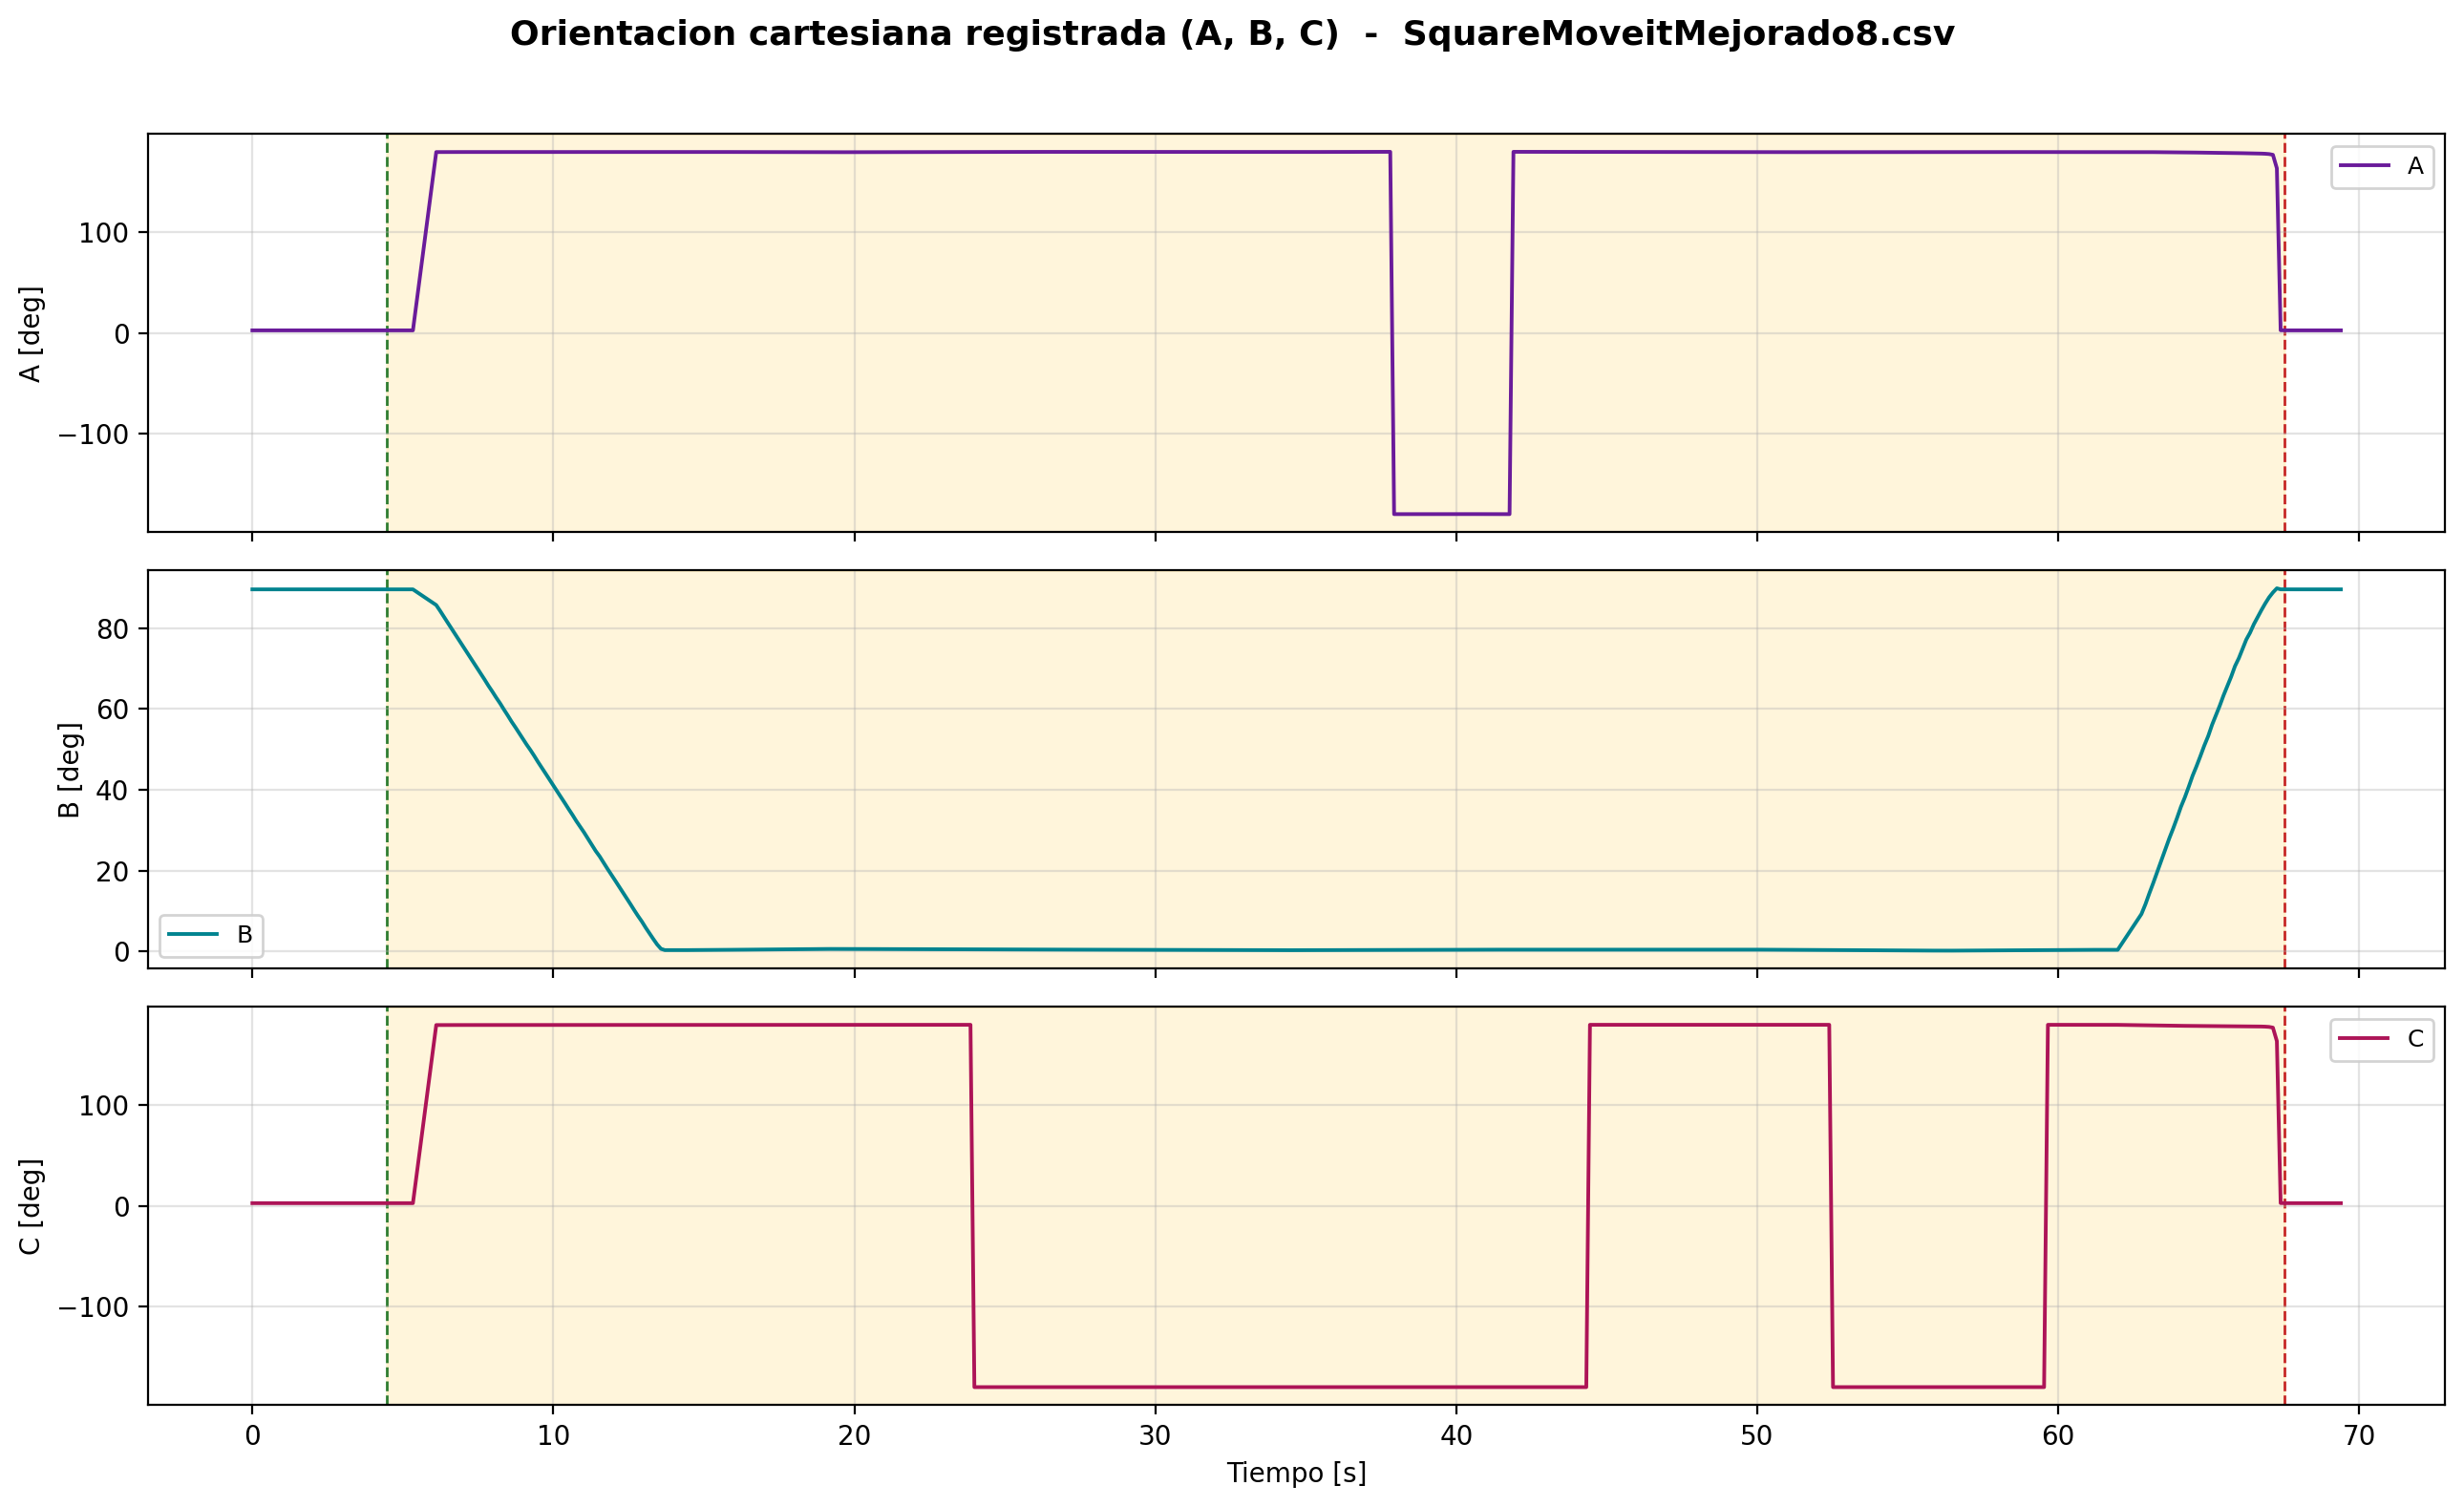 Orientacion cartesiana registrada (A, B, C)  -  SquareMoveitMejorado8.csv
A [deg]
100
0
−100
A
B [deg]
80
60
40
20
0
B
C [deg]
100
0
−100
C
0 10 20 30 40 50 60 70
Tiempo [s]